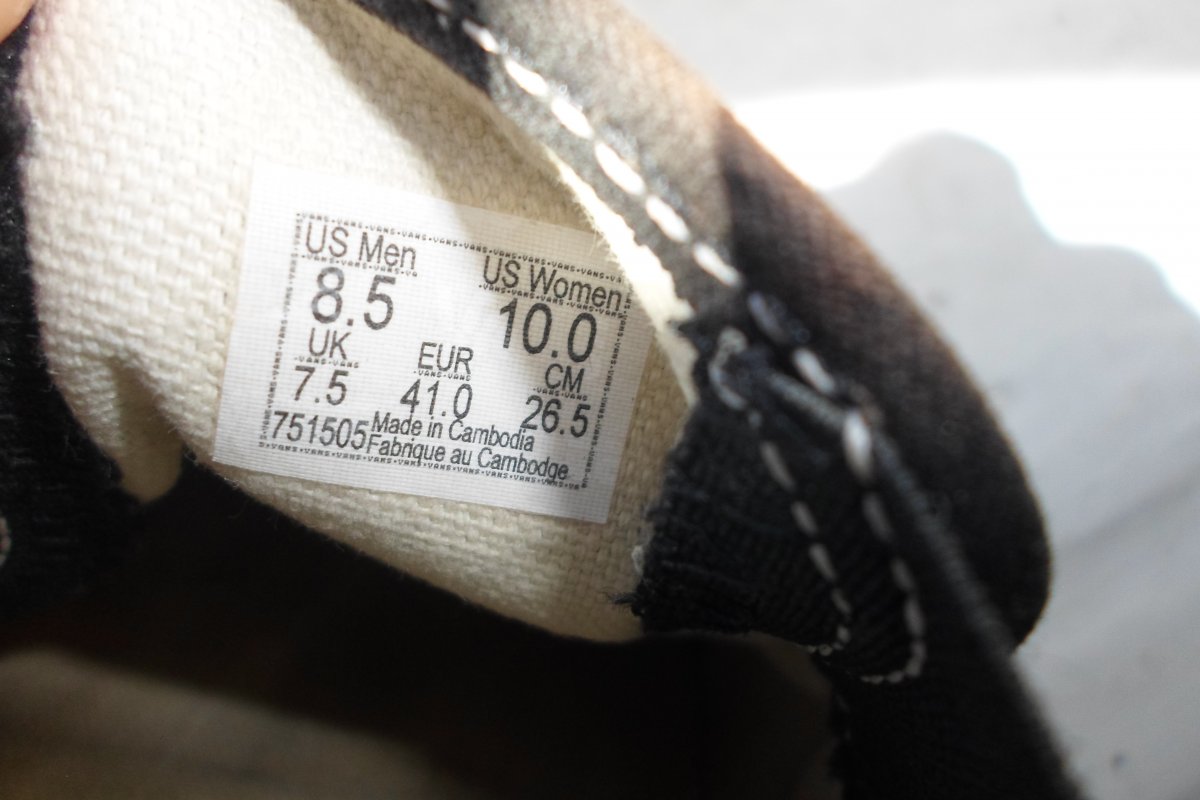 US Men US Women
8.5 10.0
UK EUR CM
7.5 41.0 26.5
751505 Made in Cambodia
Fabrique au Cambodge